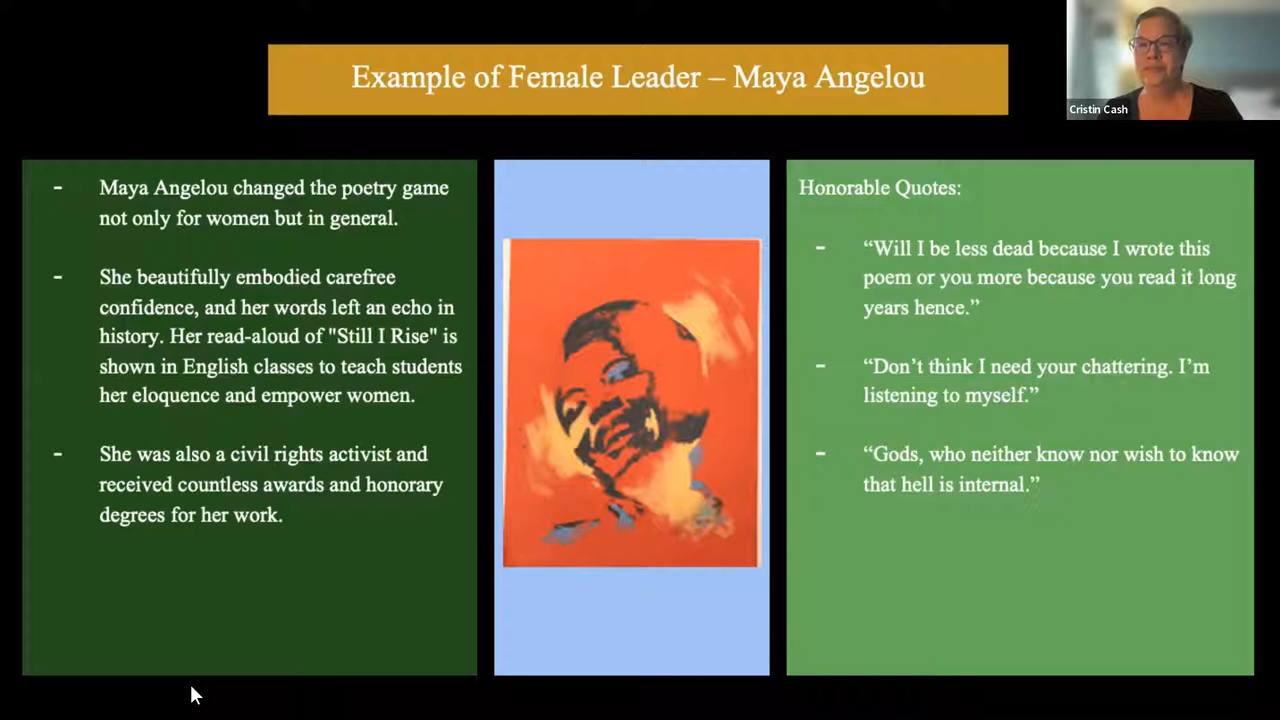 Example of Female Leader – Maya Angelou
Cristin Cash
- Maya Angelou changed the poetry game
not only for women but in general.
- She beautifully embodied carefree
confidence, and her words left an echo in
history. Her read-aloud of "Still I Rise" is
shown in English classes to teach students
her eloquence and empower women.
- She was also a civil rights activist and
received countless awards and honorary
degrees for her work.
Honorable Quotes:
- “Will I be less dead because I wrote this
poem or you more because you read it long
years hence.”
- “Don’t think I need your chattering. I’m
listening to myself.”
- “Gods, who neither know nor wish to know
that hell is internal.”